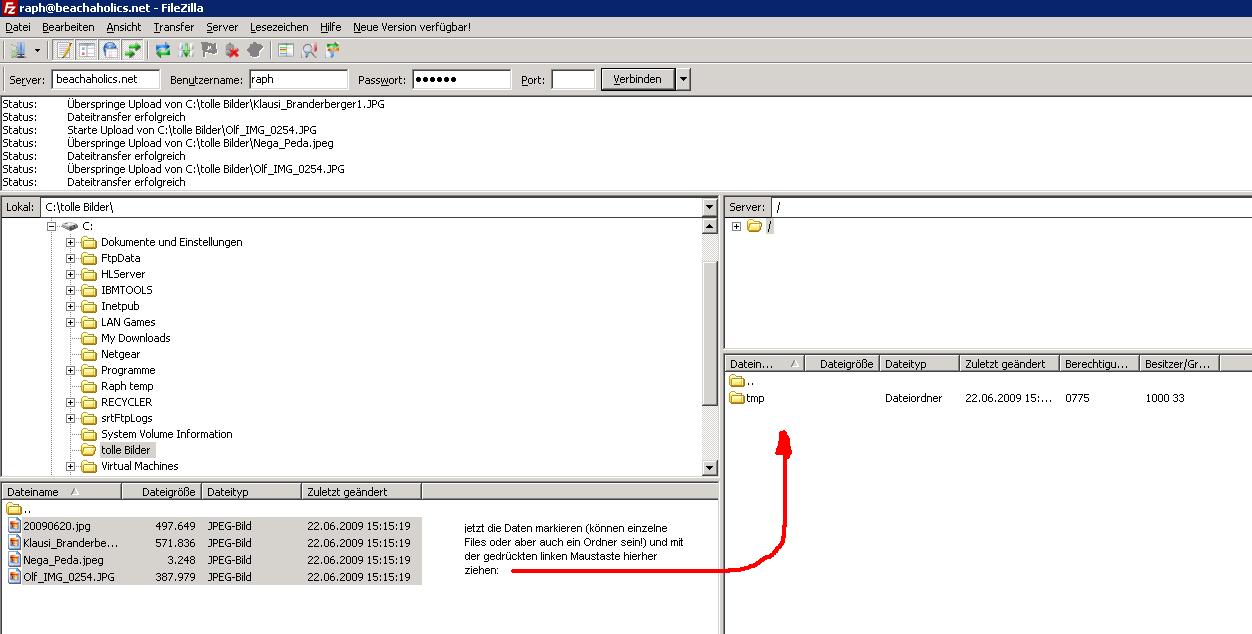 raph@beachaholics.net - FileZilla
Datei Bearbeiten Ansicht Transfer Server Lesezeichen Hilfe Neue Version verfügbar!
Server: beachaholics.net Benutzername: raph Passwort: ●●●●●● Port: Verbinden
Status: Überspringe Upload von C:\tolle Bilder\Klausi_Branderberger1.JPG
Status: Dateitransfer erfolgreich
Status: Starte Upload von C:\tolle Bilder\Olf_IMG_0254.JPG
Status: Überspringe Upload von C:\tolle Bilder\Nega_Peda.jpeg
Status: Dateitransfer erfolgreich
Status: Überspringe Upload von C:\tolle Bilder\Olf_IMG_0254.JPG
Status: Dateitransfer erfolgreich
Lokal: C:\tolle Bilder\
C:
Dokumente und Einstellungen
FtpData
HLServer
IBMTOOLS
Inetpub
LAN Games
My Downloads
Netgear
Programme
Raph temp
RECYCLER
srtFtpLogs
System Volume Information
tolle Bilder
Virtual Machines
Dateiname Dateigröße Dateityp Zuletzt geändert
..
20090620.jpg 497.649 JPEG-Bild 22.06.2009 15:15:19
Klausi_Branderbe... 571.836 JPEG-Bild 22.06.2009 15:15:19
Nega_Peda.jpeg 3.248 JPEG-Bild 22.06.2009 15:15:19
Olf_IMG_0254.JPG 387.979 JPEG-Bild 22.06.2009 15:15:19
jetzt die Daten markieren (können einzelne
Files oder aber auch ein Ordner sein!) und mit
der gedrückten linken Maustaste hierher
ziehen:
Server: /
/
Datein... Dateigröße Dateityp Zuletzt geändert Berechtigu... Besitzer/Gr...
..
tmp Dateiordner 22.06.2009 15:... 0775 1000 33